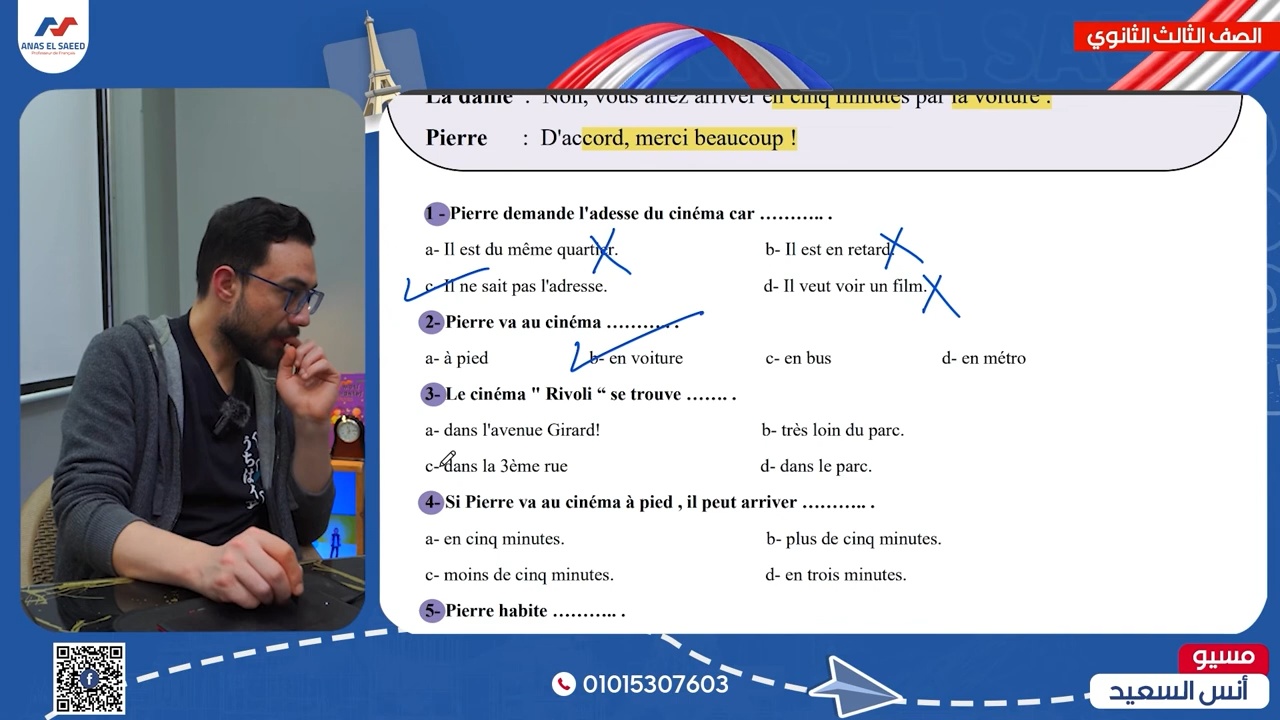 ANAS EL SAEED
Professeur de Français
الصف الثالث الثانوي
La dame : Non, vous allez arriver en cinq minutes par la voiture .
Pierre : D'accord, merci beaucoup !
1 - Pierre demande l'adesse du cinéma car ……….. .
a- Il est du même quartier. b- Il est en retard.
c- Il ne sait pas l'adresse. d- Il veut voir un film.
2- Pierre va au cinéma ……….. .
a- à pied b- en voiture c- en bus d- en métro
3- Le cinéma " Rivoli “ se trouve ……. .
a- dans l'avenue Girard! b- très loin du parc.
c- dans la 3ème rue d- dans le parc.
4- Si Pierre va au cinéma à pied , il peut arriver ……….. .
a- en cinq minutes. b- plus de cinq minutes.
c- moins de cinq minutes. d- en trois minutes.
5- Pierre habite ……….. .
01015307603
مسيو
أنس السعيد